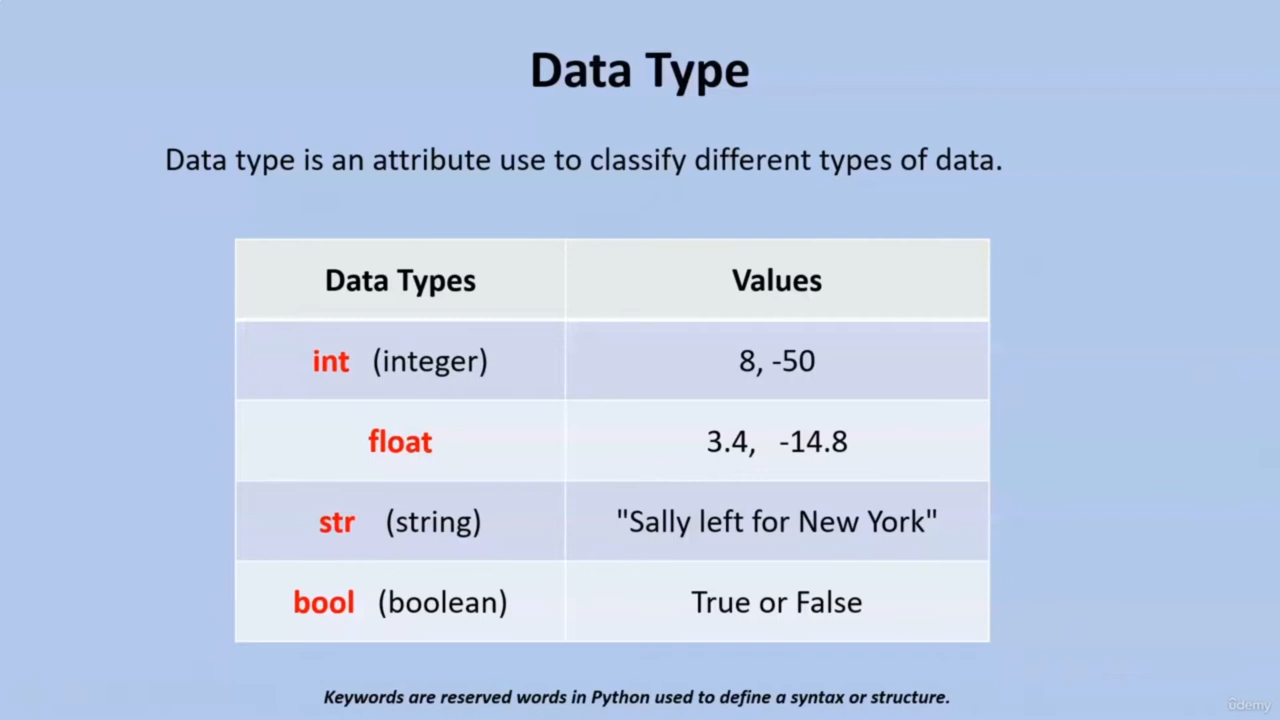 Data Type
Data type is an attribute use to classify different types of data.
Data Types Values
int (integer) 8, -50
float 3.4, -14.8
str (string) "Sally left for New York"
bool (boolean) True or False
Keywords are reserved words in Python used to define a syntax or structure.
ûdemy